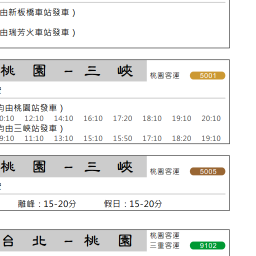 由新板橋車站發車 )
由瑞芳火車站發車 )
桃 園 – 三 峽 桃園客運 5001
均由桃園站發車 )
0:10 12:10 14:10 16:10 17:20 18:10 19:10 20:10
均由三峽站發車 )
9:10 11:10 13:10 15:10 15:50 17:10 18:20 19:10
桃 園 – 三 峽 桃園客運 5005
離峰 : 15-20分 假日 : 15-20分
台 北 – 桃 園 桃園客運 三重客運 9102